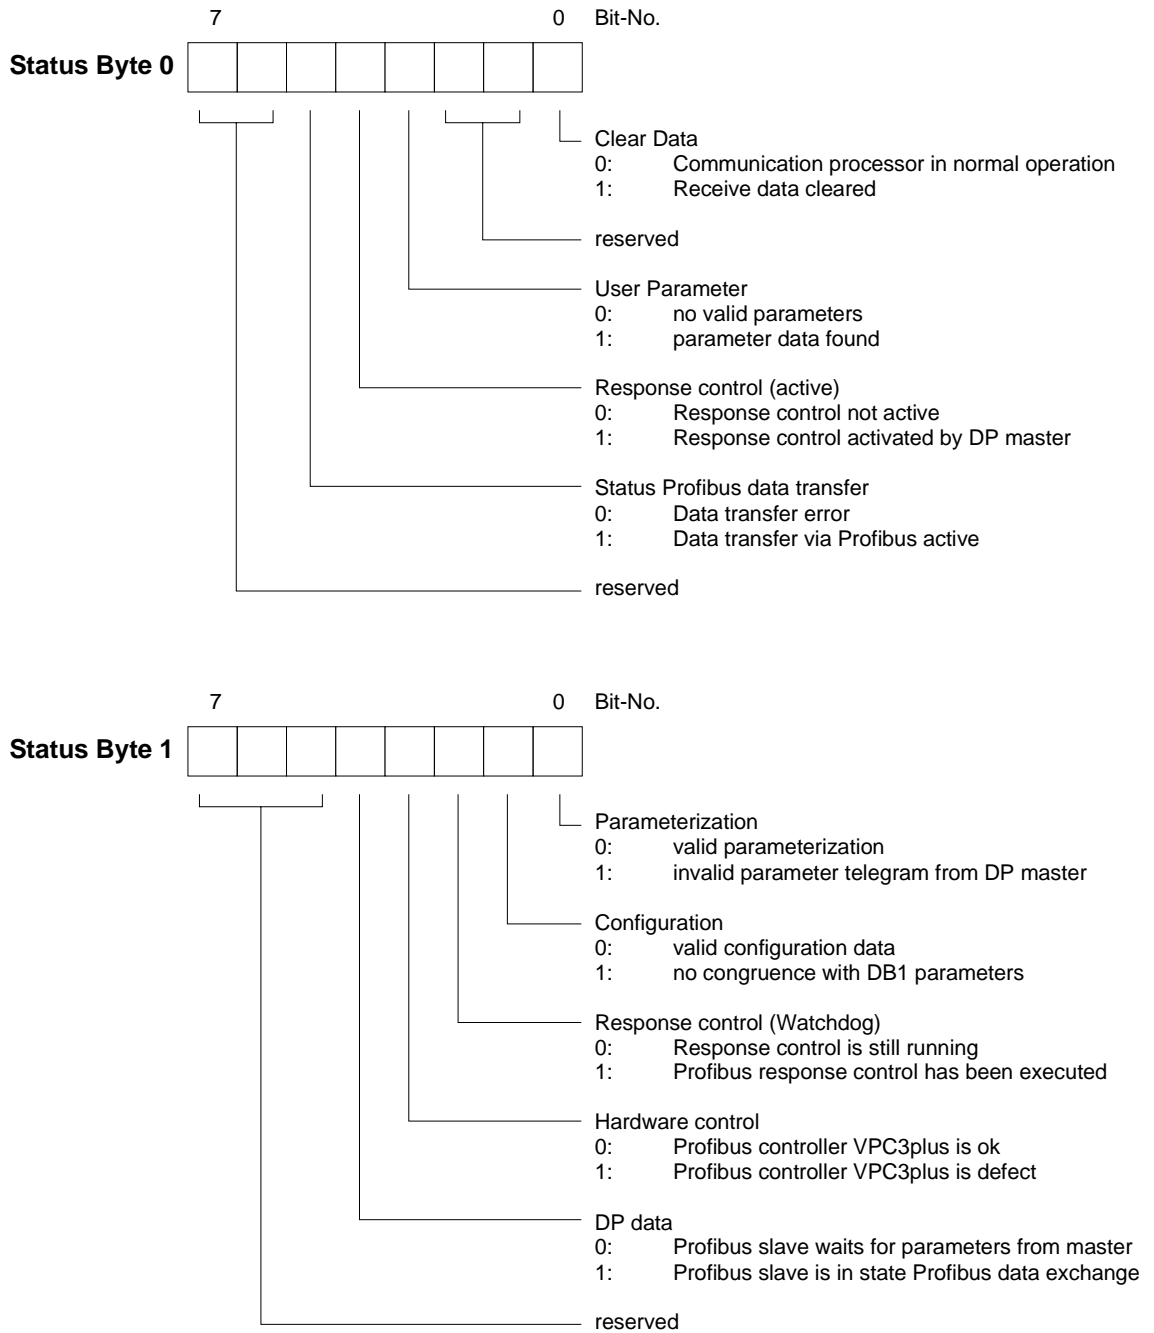 7 0 Bit-No.
Status Byte 0
Clear Data
0: Communication processor in normal operation
1: Receive data cleared
reserved
User Parameter
0: no valid parameters
1: parameter data found
Response control (active)
0: Response control not active
1: Response control activated by DP master
Status Profibus data transfer
0: Data transfer error
1: Data transfer via Profibus active
reserved
7 0 Bit-No.
Status Byte 1
Parameterization
0: valid parameterization
1: invalid parameter telegram from DP master
Configuration
0: valid configuration data
1: no congruence with DB1 parameters
Response control (Watchdog)
0: Response control is still running
1: Profibus response control has been executed
Hardware control
0: Profibus controller VPC3plus is ok
1: Profibus controller VPC3plus is defect
DP data
0: Profibus slave waits for parameters from master
1: Profibus slave is in state Profibus data exchange
reserved